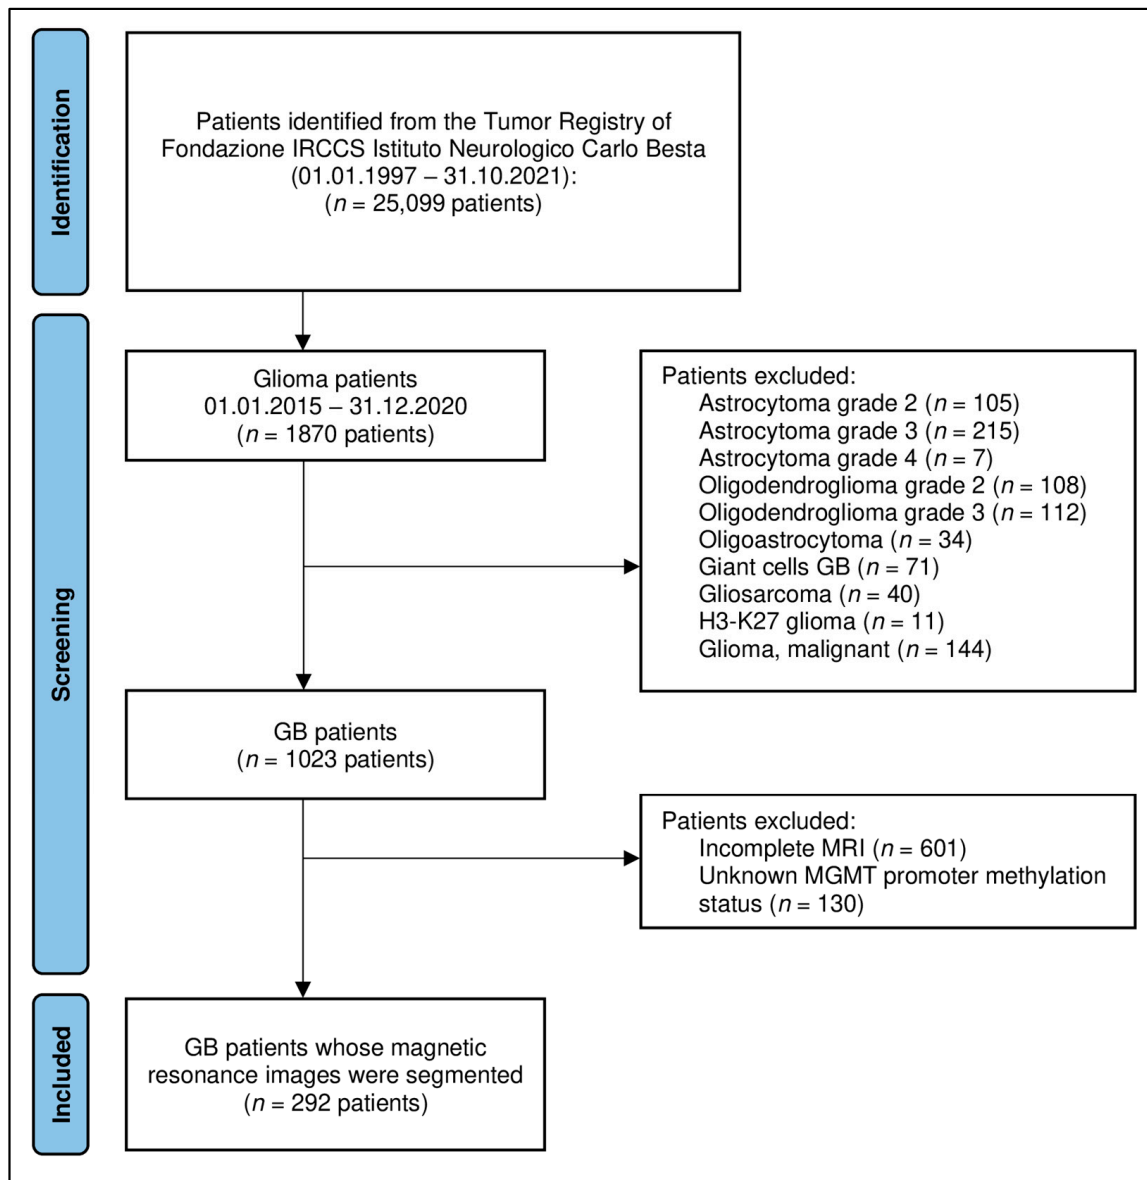 Identification
Patients identified from the Tumor Registry of
Fondazione IRCCS Istituto Neurologico Carlo Besta
(01.01.1997 – 31.10.2021):
(n = 25,099 patients)
Screening
Glioma patients
01.01.2015 – 31.12.2020
(n = 1870 patients)
Patients excluded:
Astrocytoma grade 2 (n = 105)
Astrocytoma grade 3 (n = 215)
Astrocytoma grade 4 (n = 7)
Oligodendroglioma grade 2 (n = 108)
Oligodendroglioma grade 3 (n = 112)
Oligoastrocytoma (n = 34)
Giant cells GB (n = 71)
Gliosarcoma (n = 40)
H3-K27 glioma (n = 11)
Glioma, malignant (n = 144)
GB patients
(n = 1023 patients)
Patients excluded:
Incomplete MRI (n = 601)
Unknown MGMT promoter methylation
status (n = 130)
Included
GB patients whose magnetic
resonance images were segmented
(n = 292 patients)